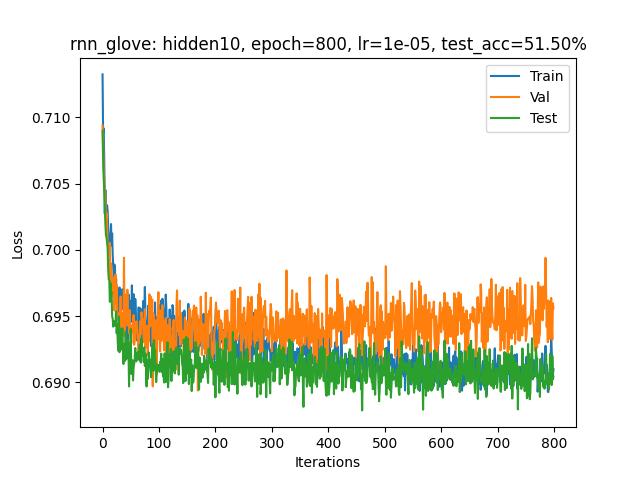 rnn_glove: hidden10, epoch=800, lr=1e-05, test_acc=51.50%
Train
Val
Test
Loss
0.710
0.705
0.700
0.695
0.690
0 100 200 300 400 500 600 700 800
Iterations